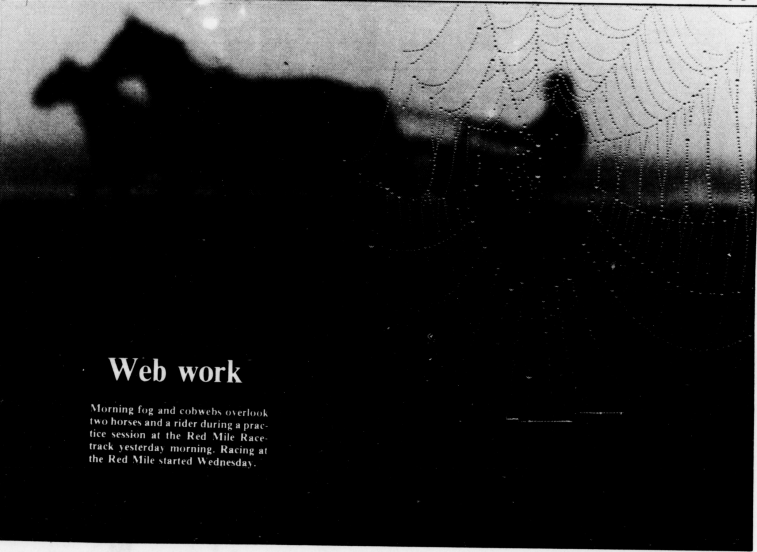 Web work
Morning fog and cobwebs overlook
two horses and a rider during a prac-
tice session at the Red Mile Race-
track yesterday morning. Racing at
the Red Mile started Wednesday.